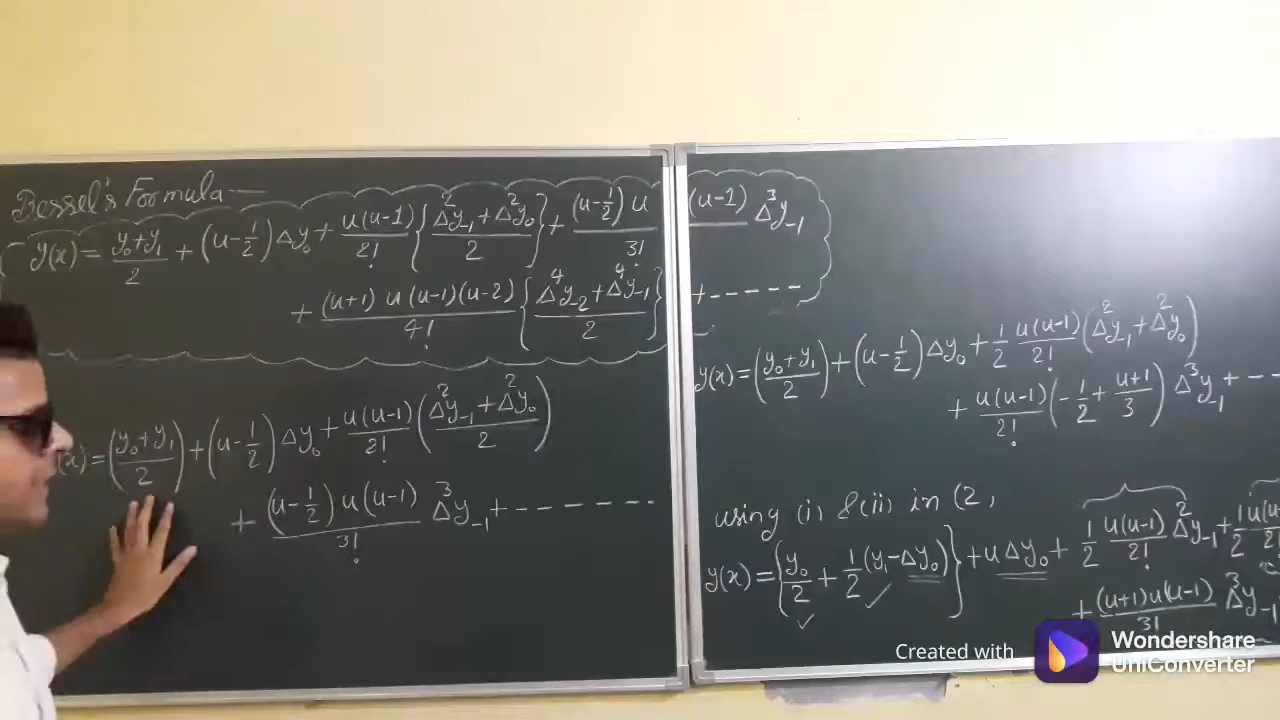 Bessel's Formula —
y(x) = (y₀+y₁)/2 + (u-1/2) Δy₀ + u(u-1)/2! {(Δ²y₋₁+Δ²y₀)/2} + (u-1/2) u (u-1)/3! Δ³y₋₁
+ (u+1) u(u-1)(u-2)/4! {(Δ⁴y₋₂+Δ⁴y₋₁)/2} + -----
(x) = ((y₀+y₁)/2) + (u-1/2) Δy₀ + u(u-1)/2! ((Δ²y₋₁+Δ²y₀)/2)
+ (u-1/2) u(u-1)/3! Δ³y₋₁ + -------
y(x) = ((y₀+y₁)/2) + (u-1/2) Δy₀ + 1/2 u(u-1)/2! (Δ²y₋₁+Δ²y₀)
+ u(u-1)/2! (-1/2 + (u+1)/3) Δ³y₋₁ + --
using (i) & (ii) in (2,
y(x) = {y₀/2 + 1/2 (y₁-Δy₀)} + uΔy₀ + 1/2 u(u-1)/2! Δ²y₋₁ + 1/2 u(u
+ (u+1)u(u-1)/3! Δ³y₋₁
Created with Wondershare UniConverter